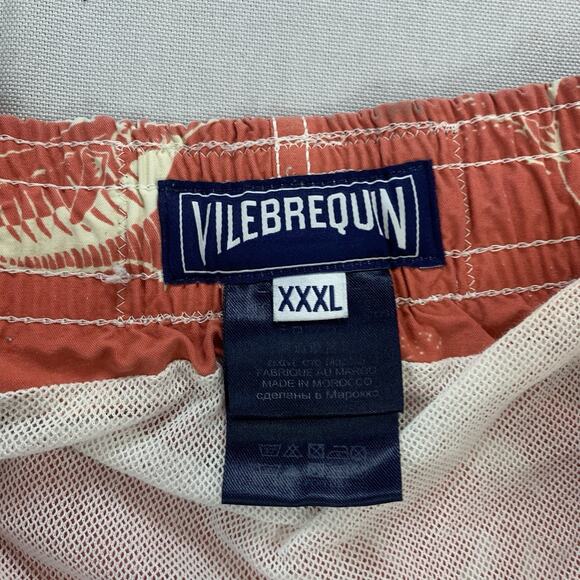 VILEBREQUIN
XXXL
FABRIQUE AU MAROC
MADE IN MOROCCO
сделаны в Марокко